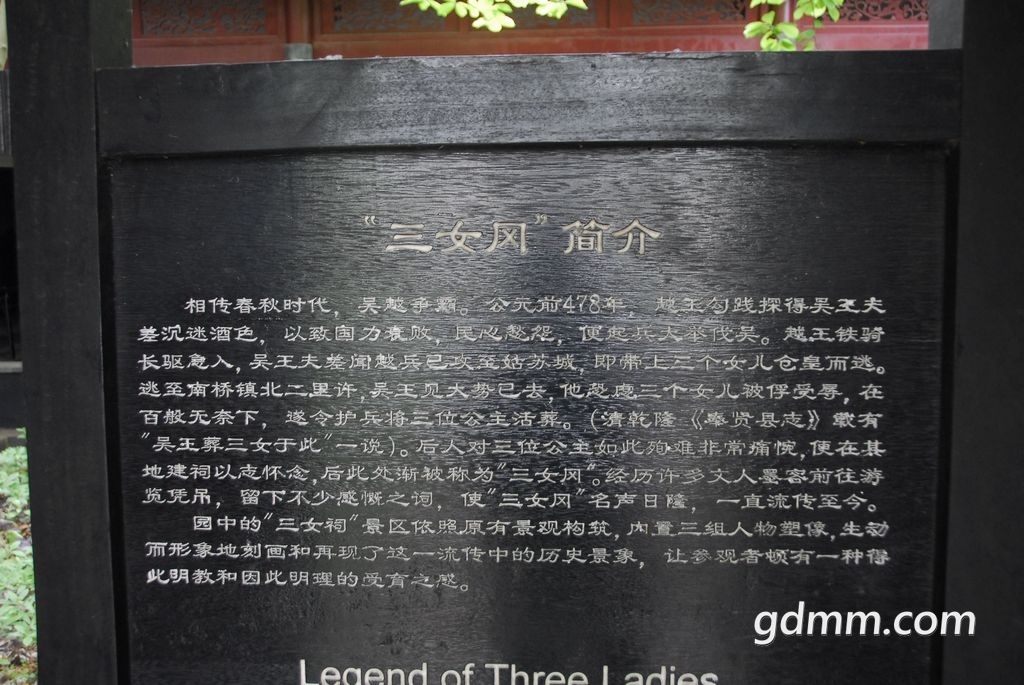 “三女冈”简介
相传春秋时代，吴越争霸。公元前478年，越王勾践探得吴王夫
差沉迷酒色，以致国力衰败，民心愁怨，便起兵大举伐吴。越王铁骑
长驱急入，吴王夫差闻越兵已攻至姑苏城，即带上三个女儿仓皇而逃。
逃至南桥镇北二里许，吴王见大势已去，他恐虑三个女儿被俘受辱，在
百般无奈下，遂令护兵将三位公主活葬。（清乾隆《奉贤县志》载有
“吴王葬三女于此”一说）。后人对三位公主如此殉难非常痛惋，便在其
地建祠以志怀念，后此处渐被称为“三女冈”。经历许多文人墨客前往游
览凭吊，留下不少感慨之词，使“三女冈”名声日隆，一直流传至今。
园中的“三女祠”景区依照原有景观构筑，内置三组人物塑像，生动
而形象地刻画和再现了这一流传中的历史景象，让参观者顿有一种得
此明教和因此明理的受育之感。
Legend of Three Ladies
gdmm.com